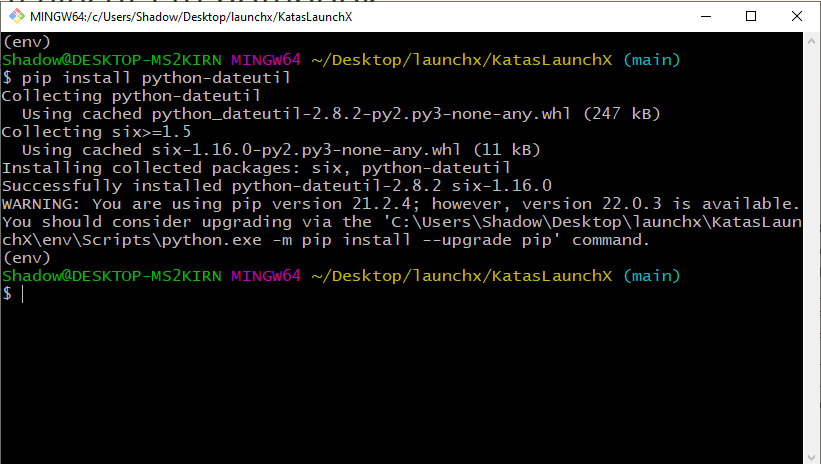 MINGW64:/c/Users/Shadow/Desktop/launchx/KatasLaunchX
(env)
Shadow@DESKTOP-MS2KIRN MINGW64 ~/Desktop/launchx/KatasLaunchX (main)
$ pip install python-dateutil
Collecting python-dateutil
  Using cached python_dateutil-2.8.2-py2.py3-none-any.whl (247 kB)
Collecting six>=1.5
  Using cached six-1.16.0-py2.py3-none-any.whl (11 kB)
Installing collected packages: six, python-dateutil
Successfully installed python-dateutil-2.8.2 six-1.16.0
WARNING: You are using pip version 21.2.4; however, version 22.0.3 is available.
You should consider upgrading via the 'C:\Users\Shadow\Desktop\launchx\KatasLaun
chX\env\Scripts\python.exe -m pip install --upgrade pip' command.
(env)
Shadow@DESKTOP-MS2KIRN MINGW64 ~/Desktop/launchx/KatasLaunchX (main)
$